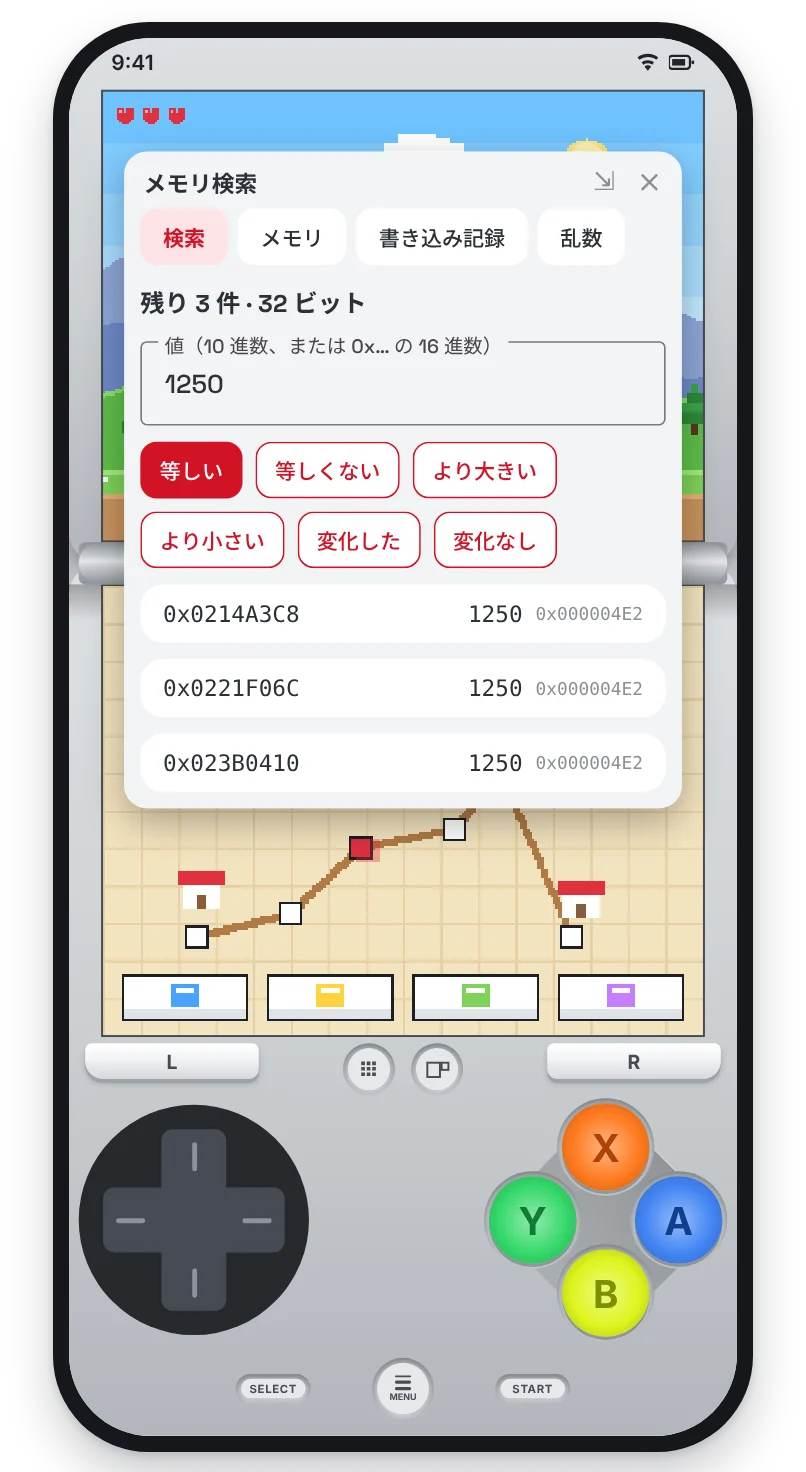 9:41
メモリ検索
検索 メモリ 書き込み記録 乱数
残り 3 件 · 32 ビット
値（10 進数、または 0x... の 16 進数）
1250
等しい 等しくない より大きい
より小さい 変化した 変化なし
0x0214A3C8 1250 0x000004E2
0x0221F06C 1250 0x000004E2
0x023B0410 1250 0x000004E2
L R
X
Y A
B
SELECT MENU START